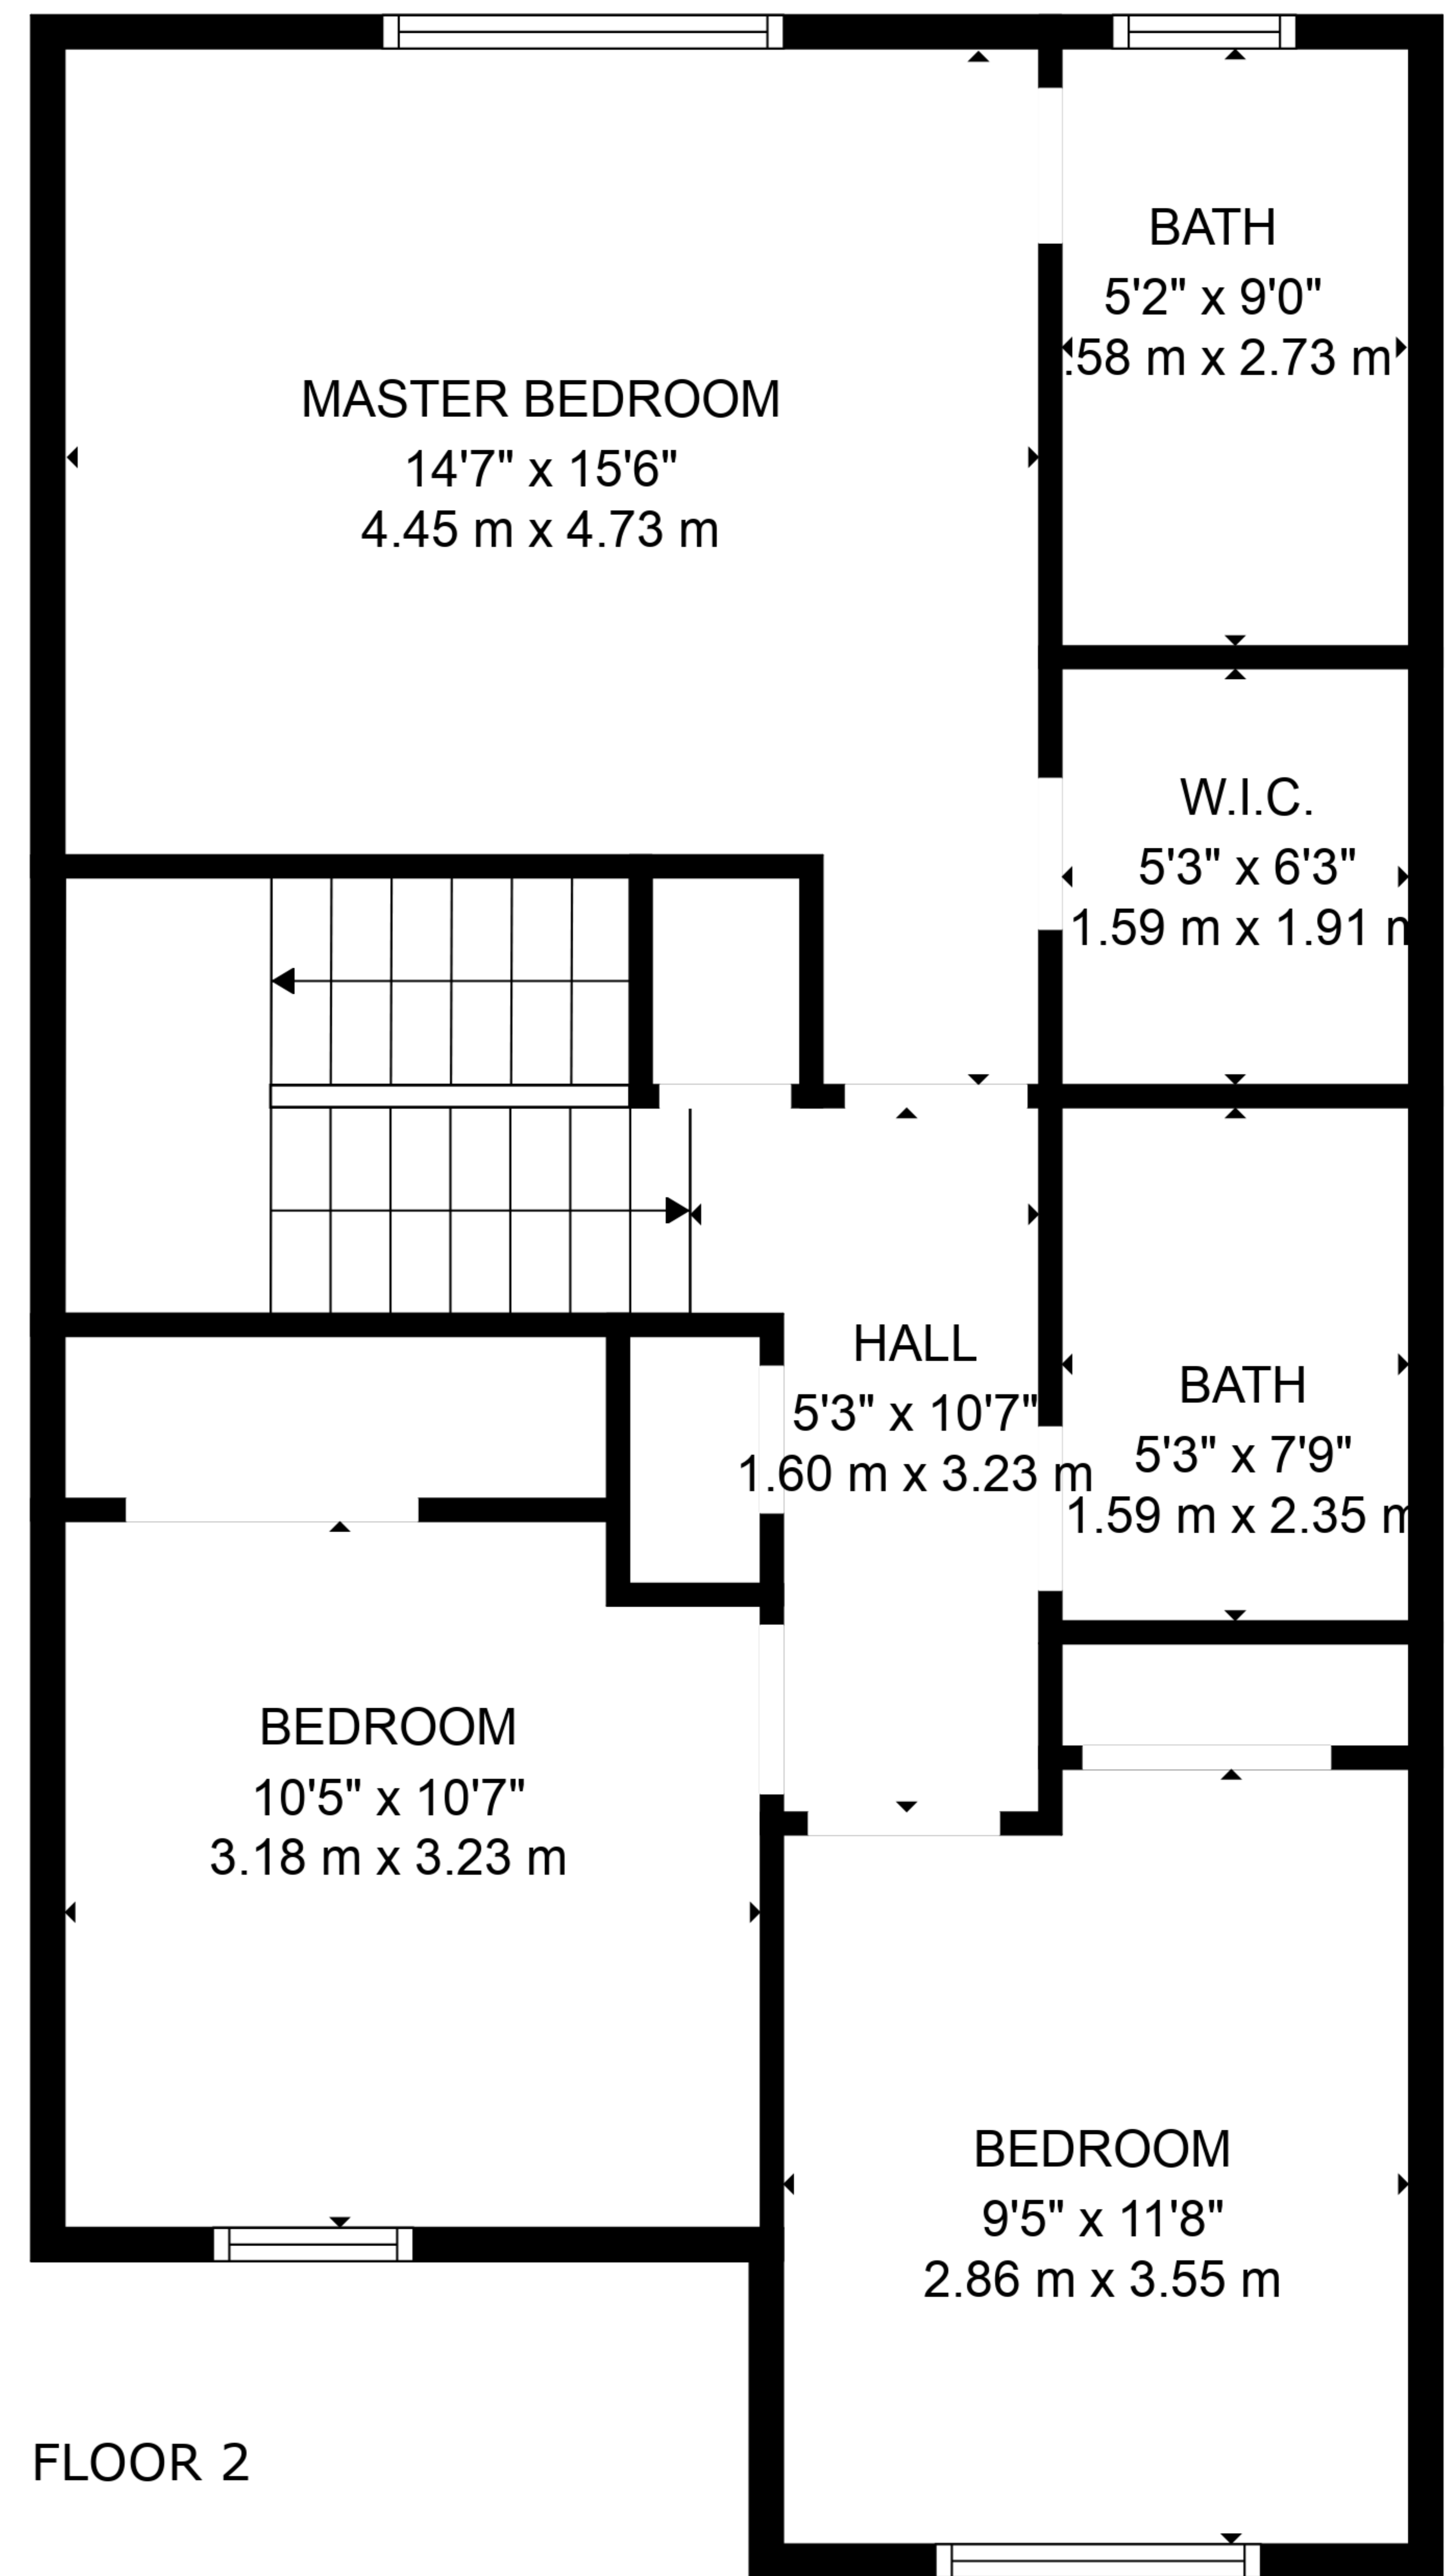 BATH
5'2" x 9'0"
.58 m x 2.73 m
MASTER BEDROOM
14'7" x 15'6"
4.45 m x 4.73 m
W.I.C.
5'3" x 6'3"
1.59 m x 1.91 m
HALL
5'3" x 10'7"
1.60 m x 3.23 m
BATH
5'3" x 7'9"
1.59 m x 2.35 m
BEDROOM
10'5" x 10'7"
3.18 m x 3.23 m
BEDROOM
9'5" x 11'8"
2.86 m x 3.55 m
FLOOR 2